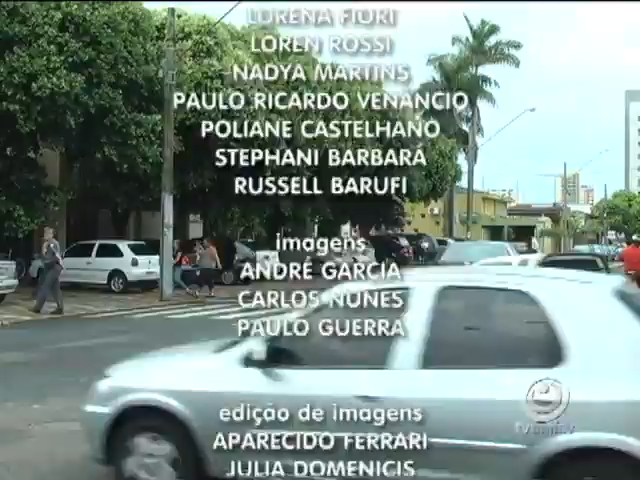 LORENA FIORI
LOREN ROSSI
NADYA MARTINS
PAULO RICARDO VENANCIO
POLIANE CASTELHANO
STEPHANI BARBARA
RUSSELL BARUFI
imagens
ANDRÉ GARCIA
CARLOS NUNES
PAULO GUERRA
edição de imagens
APARECIDO FERRARI
JULIA DOMENICIS